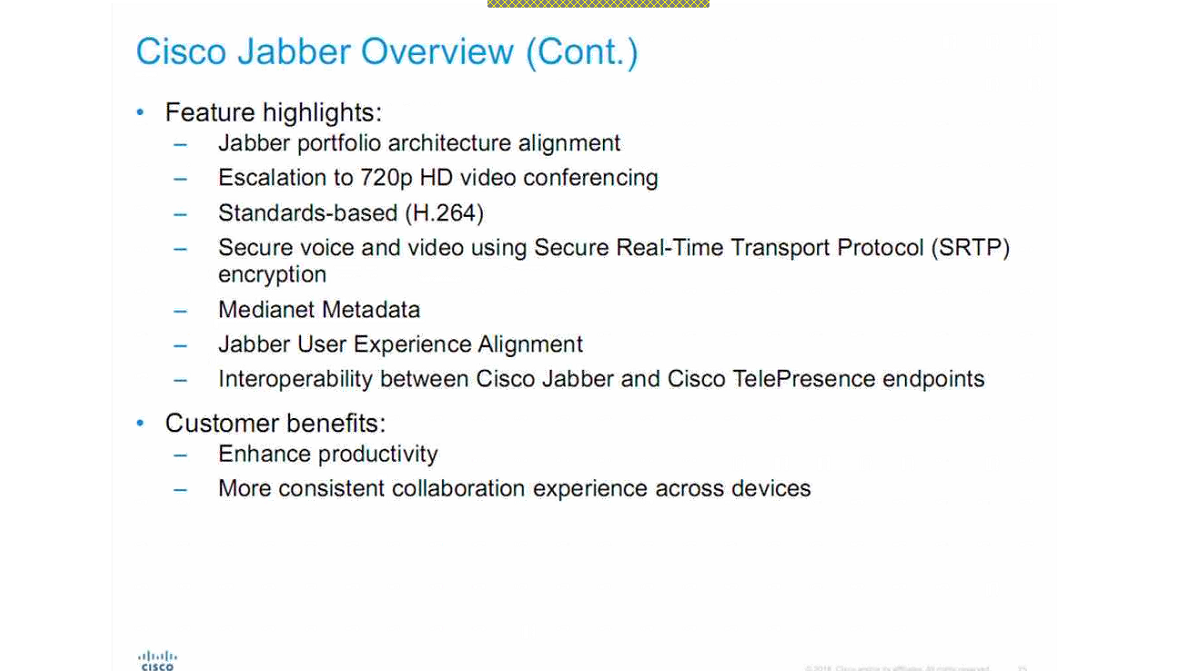 Cisco Jabber Overview (Cont.)
• Feature highlights:
– Jabber portfolio architecture alignment
– Escalation to 720p HD video conferencing
– Standards-based (H.264)
– Secure voice and video using Secure Real-Time Transport Protocol (SRTP)
encryption
– Medianet Metadata
– Jabber User Experience Alignment
– Interoperability between Cisco Jabber and Cisco TelePresence endpoints
• Customer benefits:
– Enhance productivity
– More consistent collaboration experience across devices
CISCO